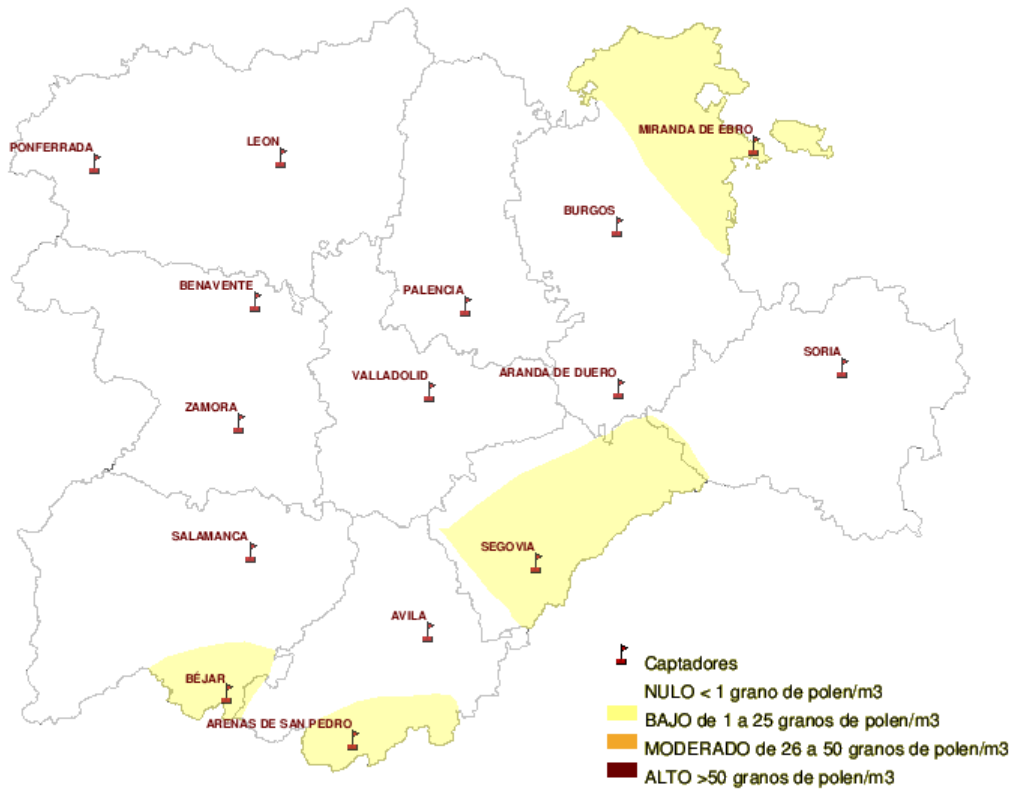 MIRANDA DE EBRO
LEON
PONFERRADA
BURGOS
BENAVENTE
PALENCIA
SORIA
VALLADOLID
ARANDA DE DUERO
ZAMORA
SALAMANCA
SEGOVIA
AVILA
BÉJAR
ARENAS DE SAN PEDRO
Captadores
NULO < 1 grano de polen/m3
BAJO de 1 a 25 granos de polen/m3
MODERADO de 26 a 50 granos de polen/m3
ALTO >50 granos de polen/m3